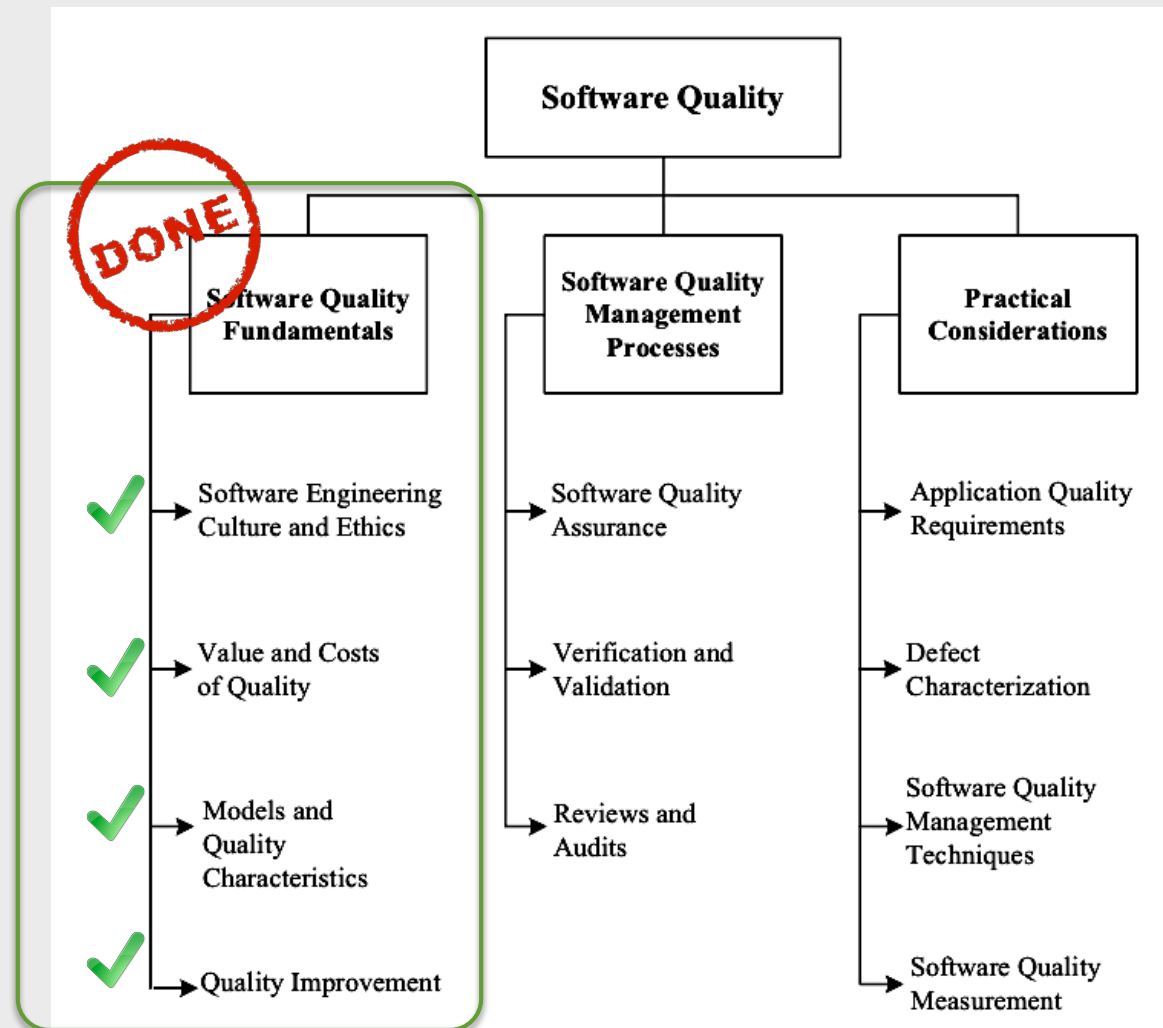 Software Quality
DONE
Software Quality
Fundamentals
Software Engineering
Culture and Ethics
Value and Costs
of Quality
Models and
Quality
Characteristics
Quality Improvement
Software Quality
Management
Processes
Software Quality
Assurance
Verification and
Validation
Reviews and
Audits
Practical
Considerations
Application Quality
Requirements
Defect
Characterization
Software Quality
Management
Techniques
Software Quality
Measurement